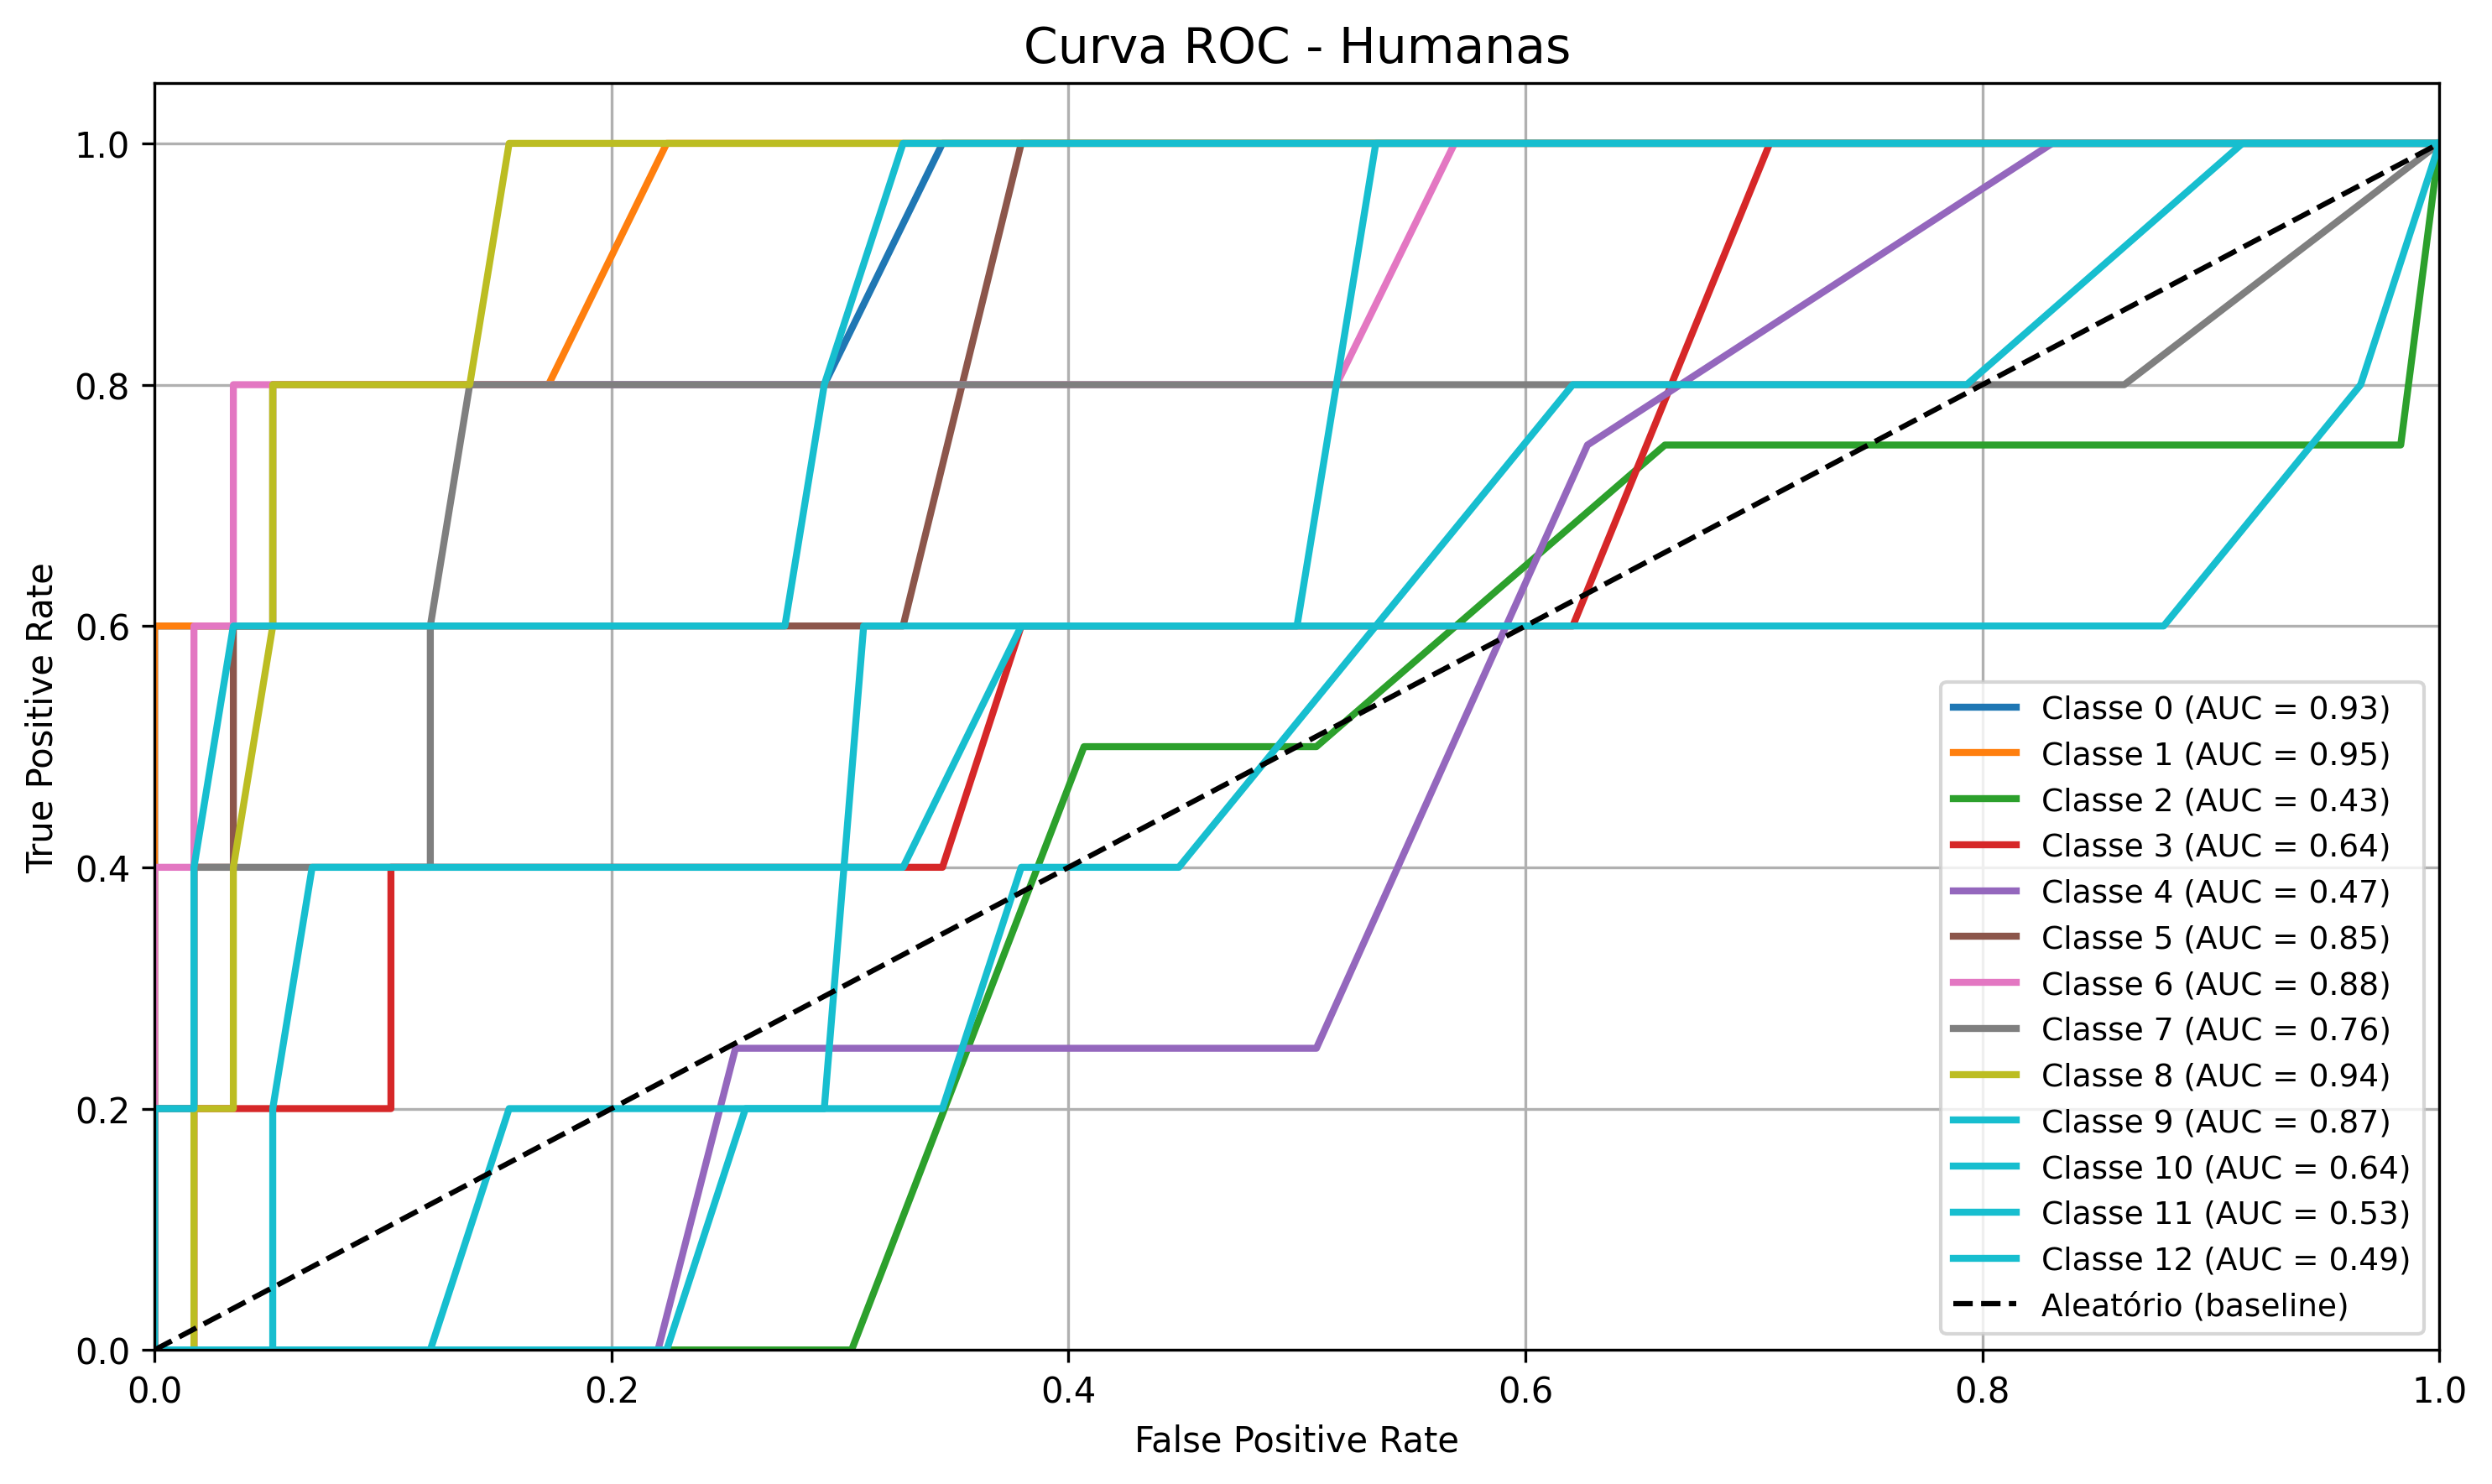 Curva ROC - Humanas
True Positive Rate
1.0
0.8
0.6
0.4
0.2
0.0
0.0 0.2 0.4 0.6 0.8 1.0
False Positive Rate
Classe 0 (AUC = 0.93)
Classe 1 (AUC = 0.95)
Classe 2 (AUC = 0.43)
Classe 3 (AUC = 0.64)
Classe 4 (AUC = 0.47)
Classe 5 (AUC = 0.85)
Classe 6 (AUC = 0.88)
Classe 7 (AUC = 0.76)
Classe 8 (AUC = 0.94)
Classe 9 (AUC = 0.87)
Classe 10 (AUC = 0.64)
Classe 11 (AUC = 0.53)
Classe 12 (AUC = 0.49)
Aleatório (baseline)